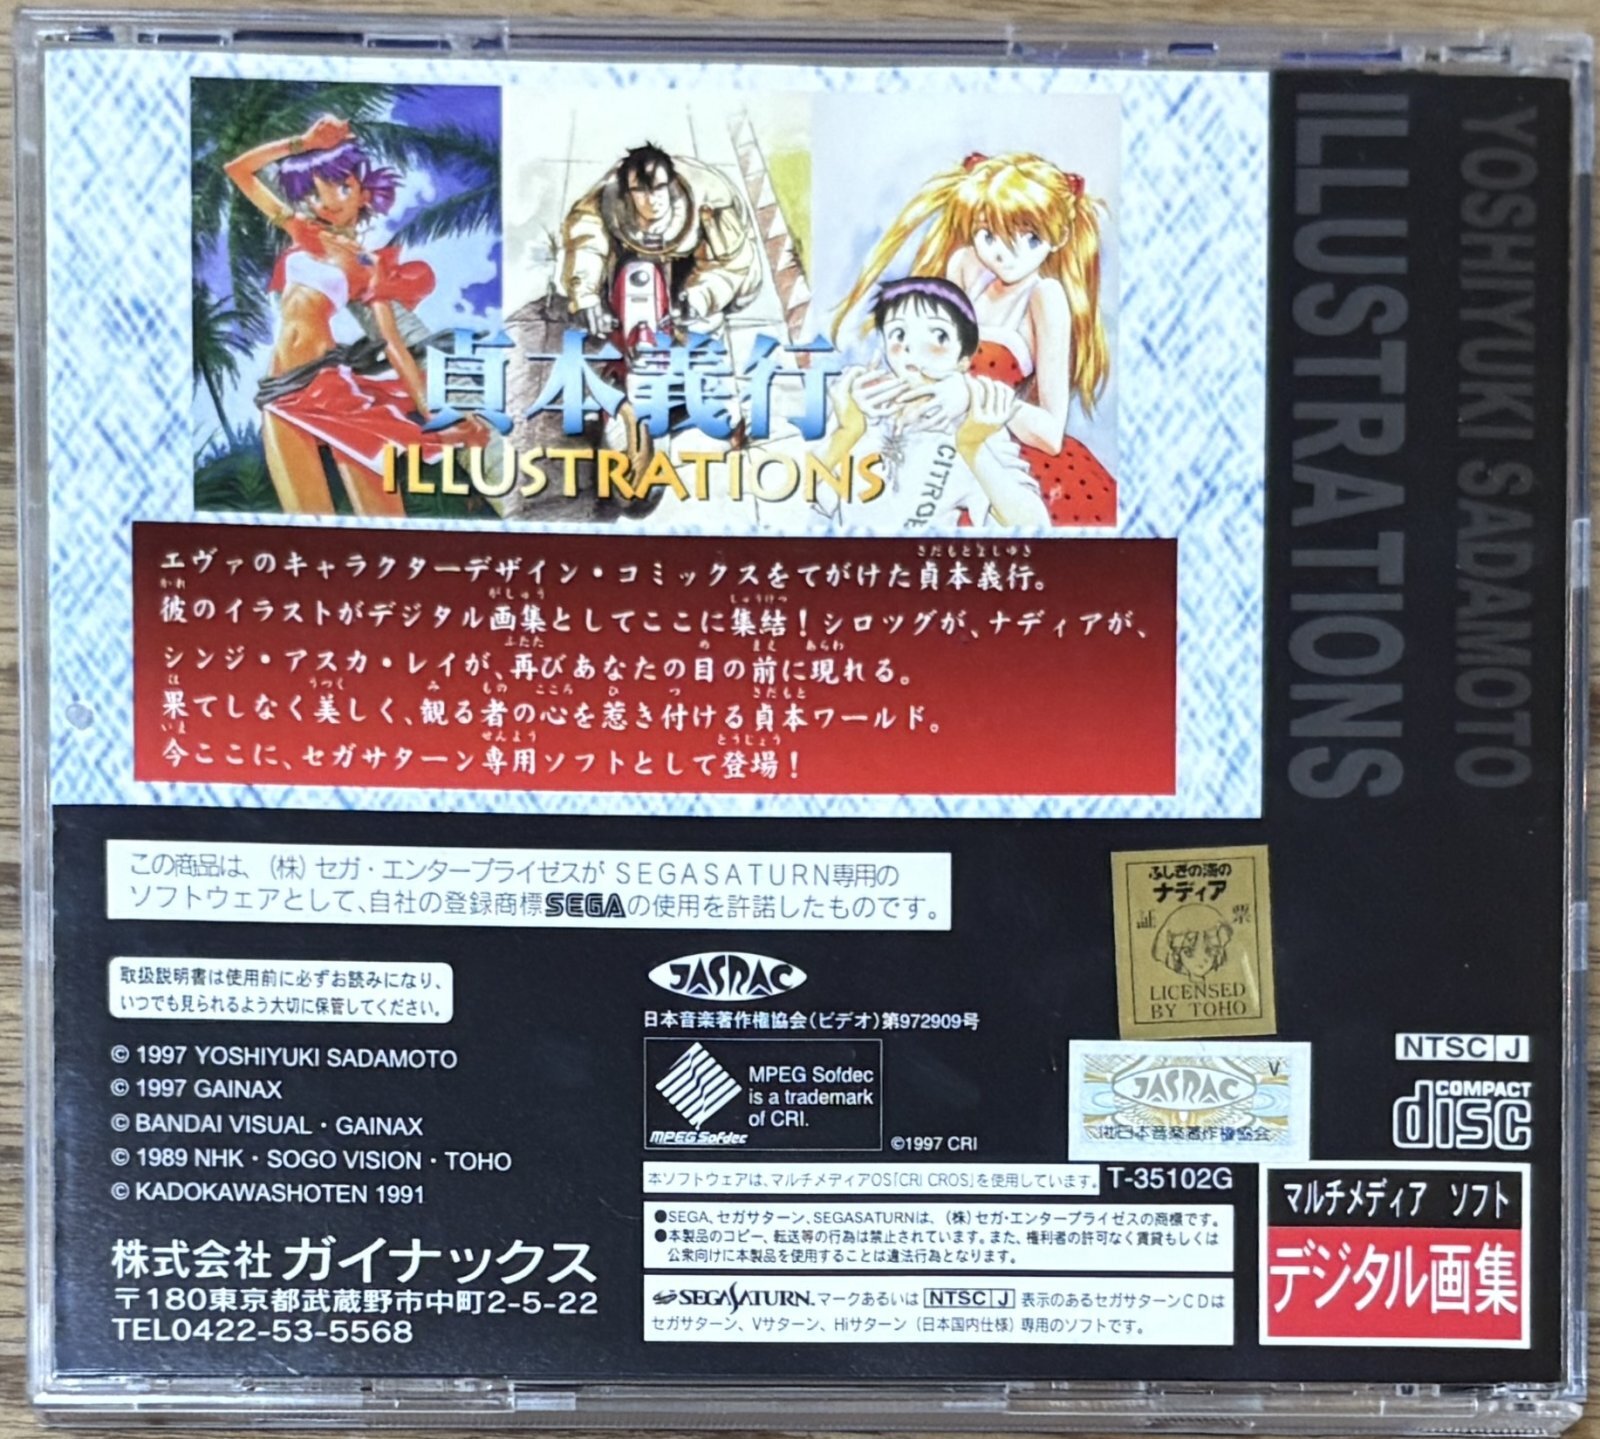 YOSHIYUKI SADAMOTO
ILLUSTRATIONS
貞本義行
ILLUSTRATIONS
CITROE
エヴァのキャラクターデザイン・コミックスをてがけた貞本義行。
彼のイラストがデジタル画集としてここに集結！シロツグが、ナディアが、
シンジ・アスカ・レイが、再びあなたの目の前に現れる。
果てしなく美しく、観る者の心を惹き付ける貞本ワールド。
今ここに、セガサターン専用ソフトとして登場！
この商品は、（株）セガ・エンタープライゼスがSEGASATURN専用の
ソフトウェアとして、自社の登録商標SEGAの使用を許諾したものです。
取扱説明書は使用前に必ずお読みになり、
いつでも見られるよう大切に保管してください。
© 1997 YOSHIYUKI SADAMOTO
© 1997 GAINAX
© BANDAI VISUAL・GAINAX
© 1989 NHK・SOGO VISION・TOHO
© KADOKAWASHOTEN 1991
株式会社 ガイナックス
〒180東京都武蔵野市中町2-5-22
TEL0422-53-5568
JASRAC
日本音楽著作権協会（ビデオ）第972909号
MPEG Sofdec
is a trademark
of CRI.
MPEG Sofdec
©1997 CRI
本ソフトウェアは、マルチメディアOS「CRI CROS」を使用しています。
T-35102G
●SEGA、セガサターン、SEGASATURNは、（株）セガ・エンタープライゼスの商標です。
●本製品のコピー、転送等の行為は禁止されています。また、権利者の許可なく賃貸もしくは
公衆向けに本製品を使用することは違法行為となります。
SEGASATURN.マークあるいは NTSC J 表示のあるセガサターンCDは
セガサターン、Vサターン、Hiサターン（日本国内仕様）専用のソフトです。
ふしぎの海の
ナディア
証 票
LICENSED
BY TOHO
V
JASRAC
(社)日本音楽著作権協会
NTSC J
COMPACT
disc
マルチメディア ソフト
デジタル画集